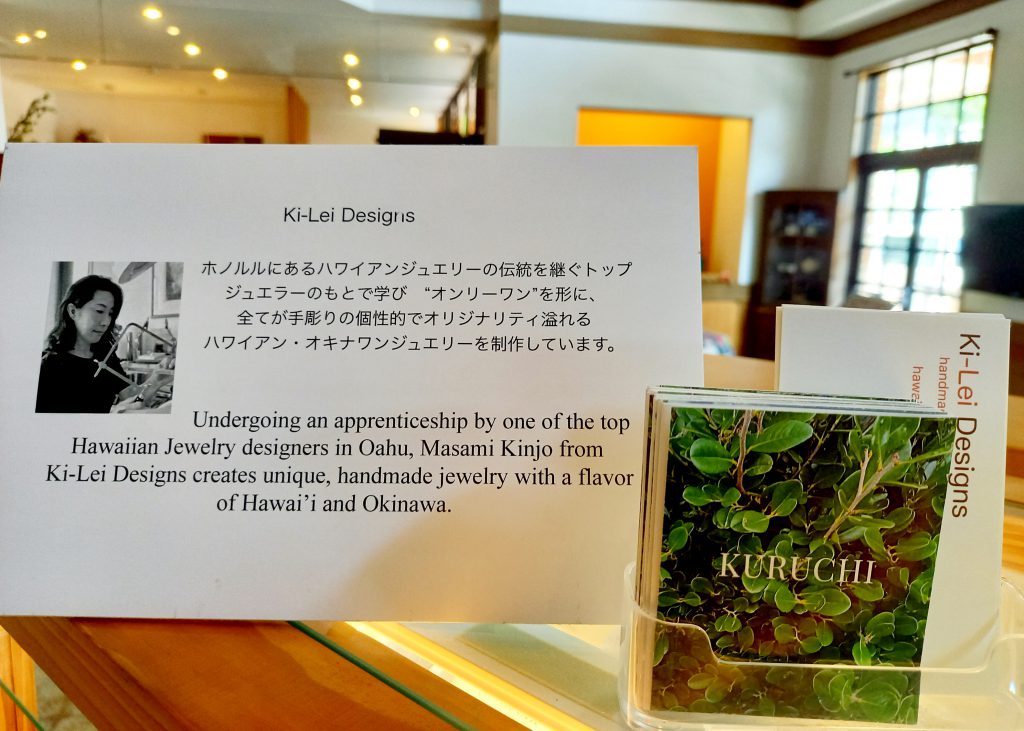 Ki-Lei Designs
ホノルルにあるハワイアンジュエリーの伝統を継ぐトップ
ジュエラーのもとで学び　“オンリーワン”を形に、
全てが手彫りの個性的でオリジナリティ溢れる
ハワイアン・オキナワンジュエリーを制作しています。
Undergoing an apprenticeship by one of the top
Hawaiian Jewelry designers in Oahu, Masami Kinjo from
Ki-Lei Designs creates unique, handmade jewelry with a flavor
of Hawai’i and Okinawa.
KURUCHI
Ki-Lei Designs